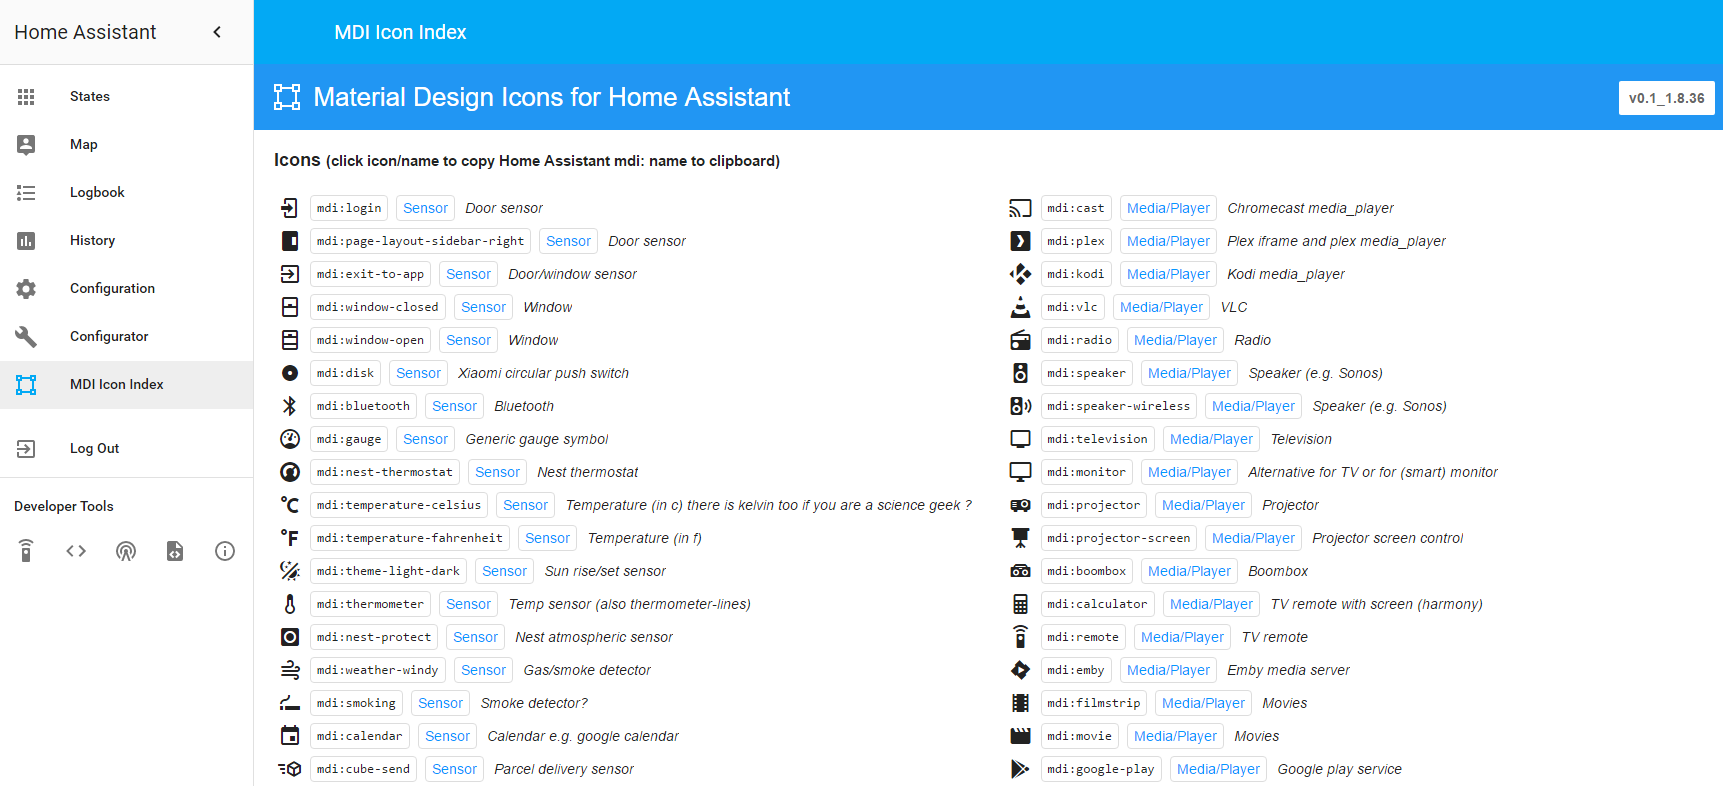 Home Assistant
States
Map
Logbook
History
Configuration
Configurator
MDI Icon Index
Log Out
Developer Tools
MDI Icon Index
Material Design Icons for Home Assistant
v0.1_1.8.36
Icons (click icon/name to copy Home Assistant mdi: name to clipboard)
mdi:login Sensor Door sensor
mdi:page-layout-sidebar-right Sensor Door sensor
mdi:exit-to-app Sensor Door/window sensor
mdi:window-closed Sensor Window
mdi:window-open Sensor Window
mdi:disk Sensor Xiaomi circular push switch
mdi:bluetooth Sensor Bluetooth
mdi:gauge Sensor Generic gauge symbol
mdi:nest-thermostat Sensor Nest thermostat
°C mdi:temperature-celsius Sensor Temperature (in c) there is kelvin too if you are a science geek ?
°F mdi:temperature-fahrenheit Sensor Temperature (in f)
mdi:theme-light-dark Sensor Sun rise/set sensor
mdi:thermometer Sensor Temp sensor (also thermometer-lines)
mdi:nest-protect Sensor Nest atmospheric sensor
mdi:weather-windy Sensor Gas/smoke detector
mdi:smoking Sensor Smoke detector?
mdi:calendar Sensor Calendar e.g. google calendar
mdi:cube-send Sensor Parcel delivery sensor
mdi:cast Media/Player Chromecast media_player
mdi:plex Media/Player Plex iframe and plex media_player
mdi:kodi Media/Player Kodi media_player
mdi:vlc Media/Player VLC
mdi:radio Media/Player Radio
mdi:speaker Media/Player Speaker (e.g. Sonos)
mdi:speaker-wireless Media/Player Speaker (e.g. Sonos)
mdi:television Media/Player Television
mdi:monitor Media/Player Alternative for TV or for (smart) monitor
mdi:projector Media/Player Projector
mdi:projector-screen Media/Player Projector screen control
mdi:boombox Media/Player Boombox
mdi:calculator Media/Player TV remote with screen (harmony)
mdi:remote Media/Player TV remote
mdi:emby Media/Player Emby media server
mdi:filmstrip Media/Player Movies
mdi:movie Media/Player Movies
mdi:google-play Media/Player Google play service